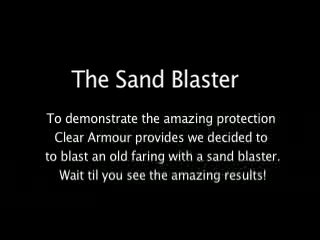 The Sand Blaster
To demonstrate the amazing protection
Clear Armour provides we decided to
to blast an old faring with a sand blaster.
Wait til you see the amazing results!